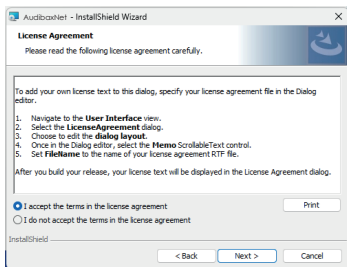 AudibaxNet - InstallShield Wizard
License Agreement
Please read the following license agreement carefully.
To add your own license text to this dialog, specify your license agreement file in the Dialog
editor.
1. Navigate to the User Interface view.
2. Select the LicenseAgreement dialog.
3. Choose to edit the dialog layout.
4. Once in the Dialog editor, select the Memo ScrollableText control.
5. Set FileName to the name of your license agreement RTF file.
After you build your release, your license text will be displayed in the License Agreement dialog.
I accept the terms in the license agreement
Print
I do not accept the terms in the license agreement
InstallShield
< Back
Next >
Cancel